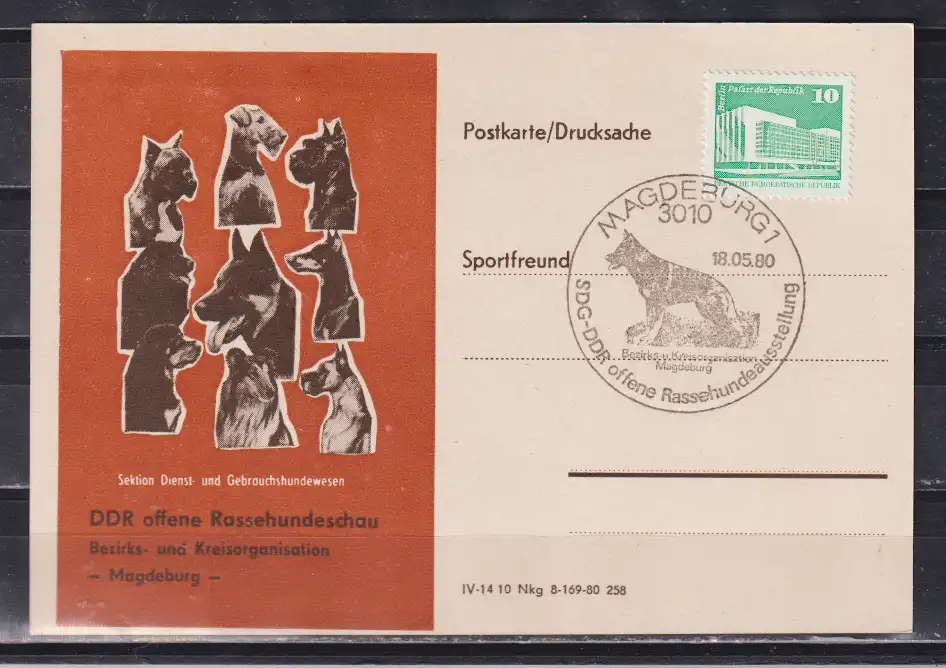 Sektion Dienst- und Gebrauchshundewesen
DDR offene Rassehundeschau
Bezirks- und Kreisorganisation
- Magdeburg -
Postkarte/Drucksache
Berlin
Palast der Republik
10
DEUTSCHE DEMOKRATISCHE REPUBLIK
MAGDEBURG 1
3010
18.05.80
Bezirks-u. Kreisorganisation
Magdeburg
SDG-DDR offene Rassehundeausstellung
Sportfreund
IV-14 10 Nkg 8-169-80 258